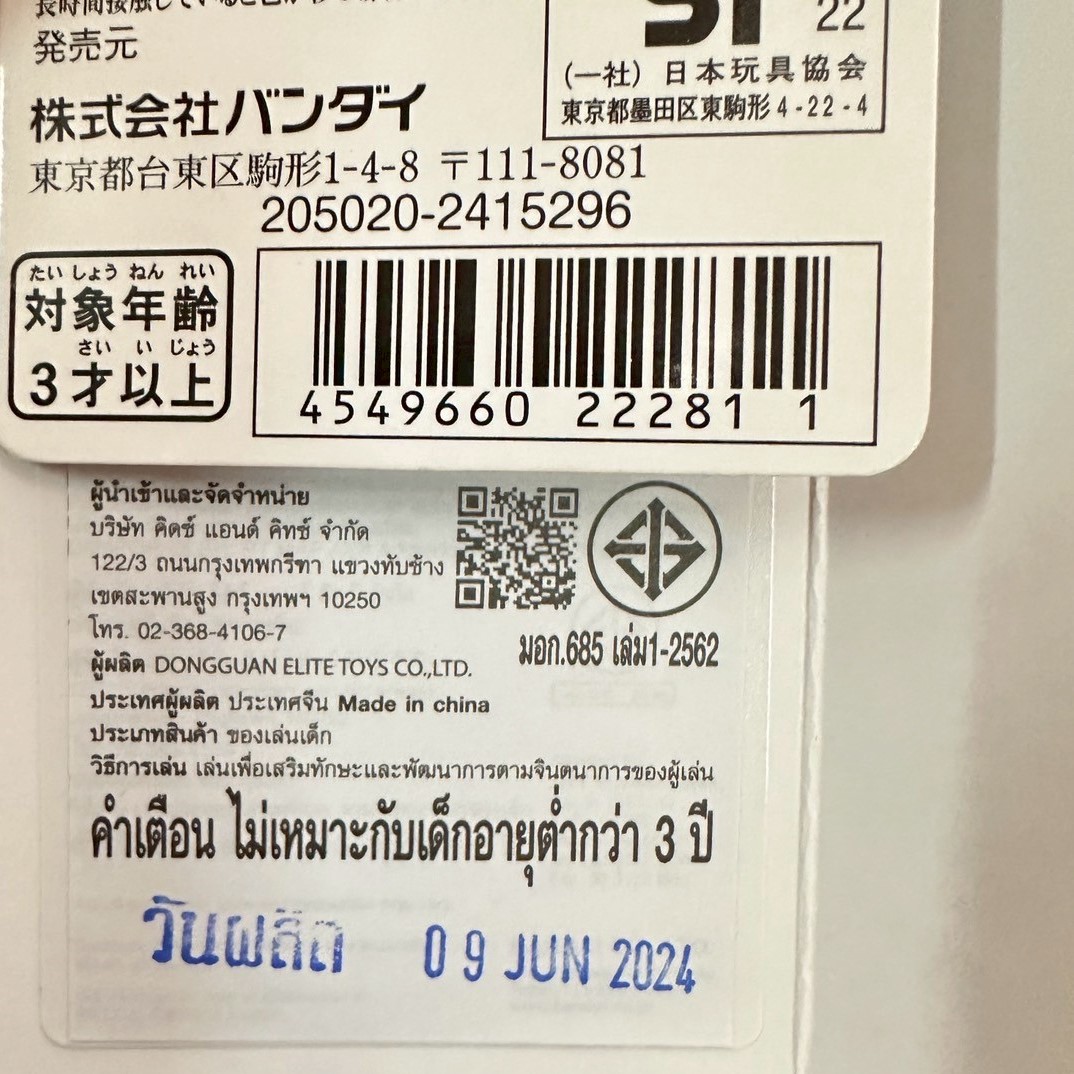 長時間接触している
発売元
株式会社バンダイ
東京都台東区駒形1-4-8 〒111-8081
205020-2415296
ST
22
(一社) 日本玩具協会
東京都墨田区東駒形4-22-4
たいしょうねんれい
対象年齢
さいいじょう
3才以上
4549660 22281 1
ผู้นำเข้าและจัดจำหน่าย
บริษัท คิดซ์ แอนด์ คิทซ์ จำกัด
122/3 ถนนกรุงเทพกรีฑา แขวงทับช้าง
เขตสะพานสูง กรุงเทพฯ 10250
โทร. 02-368-4106-7
มอก.685 เล่ม1-2562
ผู้ผลิต DONGGUAN ELITE TOYS CO.,LTD.
ประเทศผู้ผลิต ประเทศจีน Made in china
ประเภทสินค้า ของเล่นเด็ก
วิธีการเล่น เล่นเพื่อเสริมทักษะและพัฒนาการตามจินตนาการของผู้เล่น
คำเตือน ไม่เหมาะกับเด็กอายุต่ำกว่า 3 ปี
วันผลิต 09 JUN 2024